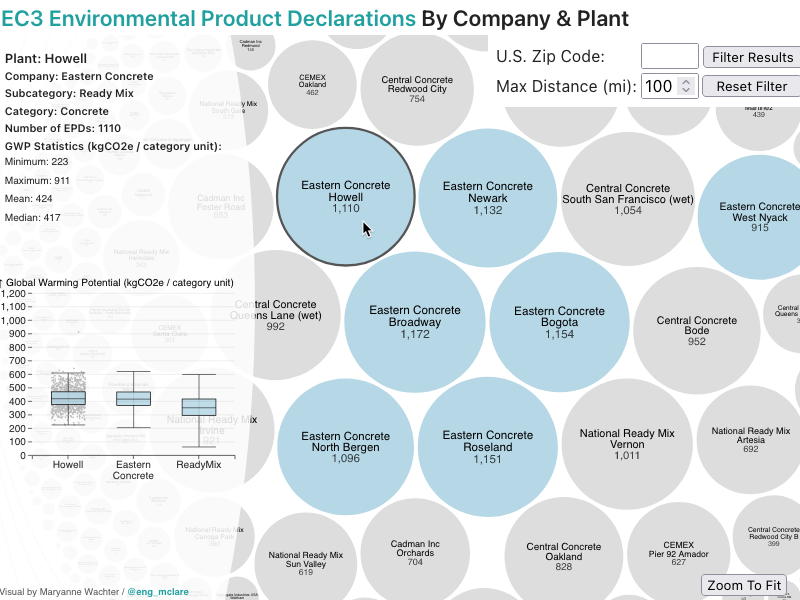 EC3 Environmental Product Declarations By Company & Plant
Plant: Howell
Company: Eastern Concrete
Subcategory: Ready Mix
Category: Concrete
Number of EPDs: 1110
GWP Statistics (kgCO2e / category unit):
Minimum: 223
Maximum: 911
Mean: 424
Median: 417
↑ Global Warming Potential (kgCO2e / category unit)
1,200
1,100
1,000
900
800
700
600
500
400
300
200
100
0
Howell
Eastern
Concrete
ReadyMix
Visual by Maryanne Wachter / @eng_mclare
U.S. Zip Code:
Filter Results
Max Distance (mi):
100
Reset Filter
Cadman Inc
Redmond
CEMEX
Oakland
462
Central Concrete
Redwood City
754
439
National Ready Mix
South Gate
Cadman Inc
Foster Road
653
Eastern Concrete
Howell
1,110
Eastern Concrete
Newark
1,132
Central Concrete
South San Francisco (wet)
1,054
Eastern Concrete
West Nyack
915
National Ready Mix
Central Concrete
Queens Lane (wet)
992
Eastern Concrete
Broadway
1,172
Eastern Concrete
Bogota
1,154
Central Concrete
Bode
952
Central Concrete
Queens
CEMEX
National Ready Mix
Irvine
921
Eastern Concrete
North Bergen
1,096
Eastern Concrete
Roseland
1,151
National Ready Mix
Vernon
1,011
National Ready Mix
Artesia
692
National Ready Mix
Canoga Park
National Ready Mix
Sun Valley
619
Cadman Inc
Orchards
704
Central Concrete
Oakland
828
CEMEX
Pier 92 Amador
627
Central Concrete
Redwood City B
399
Zoom To Fit